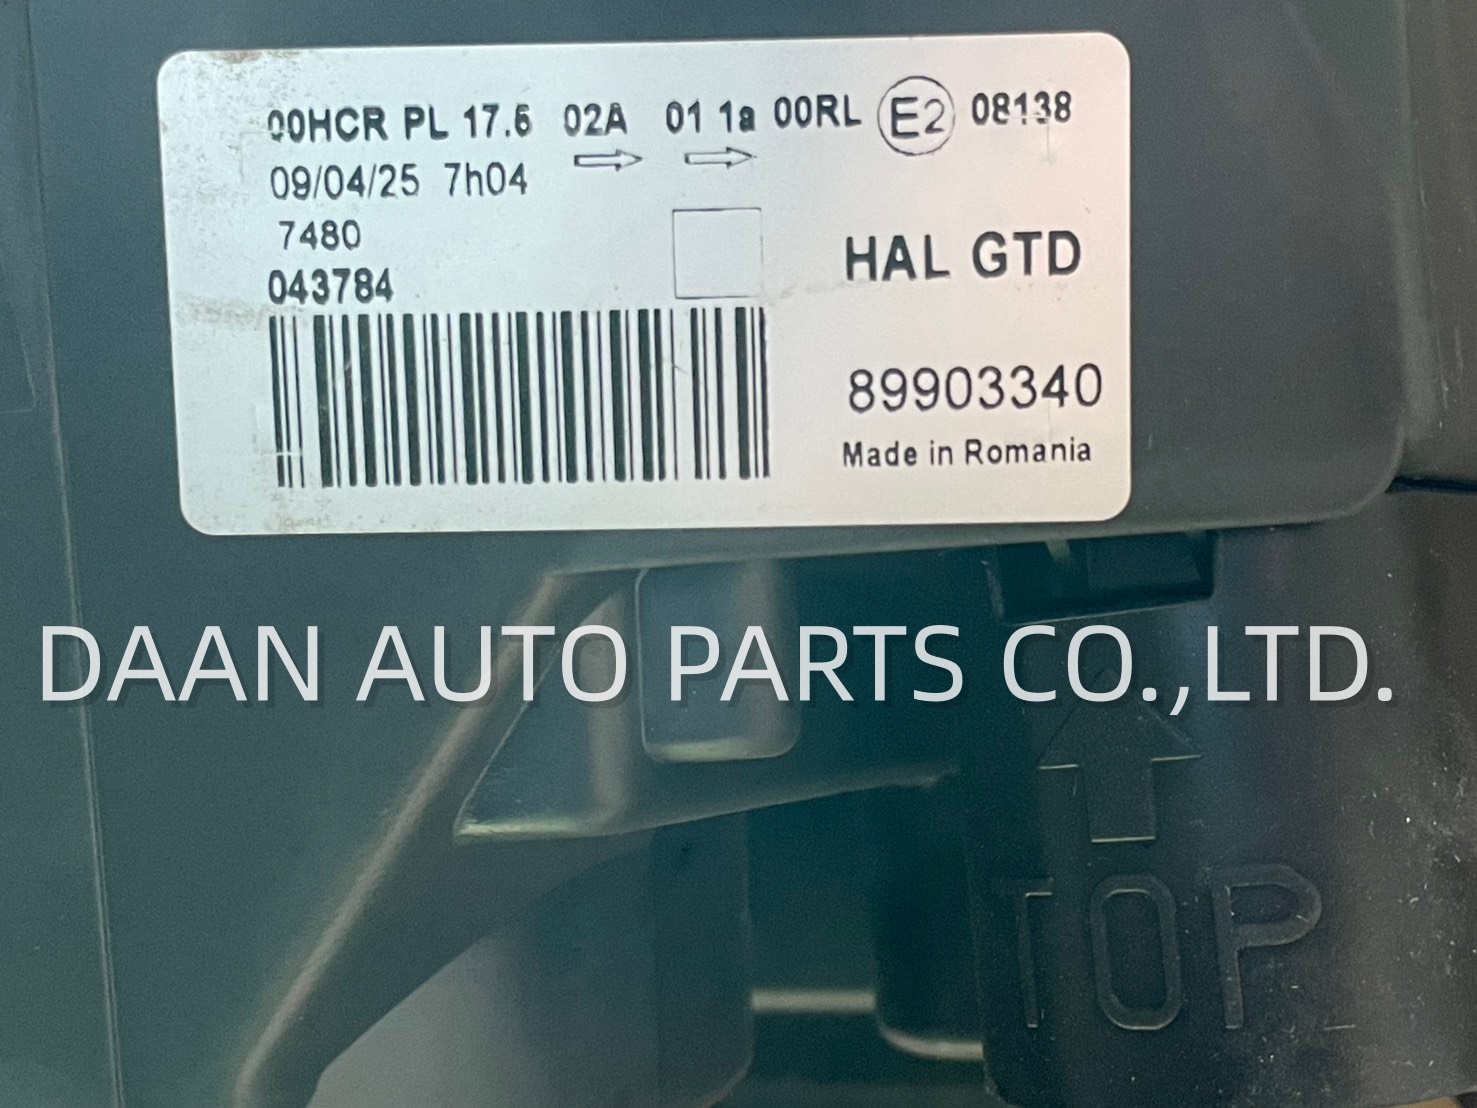 00HCR PL 17.5 02A 01 1a 00RL E2 08138
09/04/25 7h04
7480
043784
HAL GTD
89903340
Made in Romania
DAAN AUTO PARTS CO.,LTD.
TOP